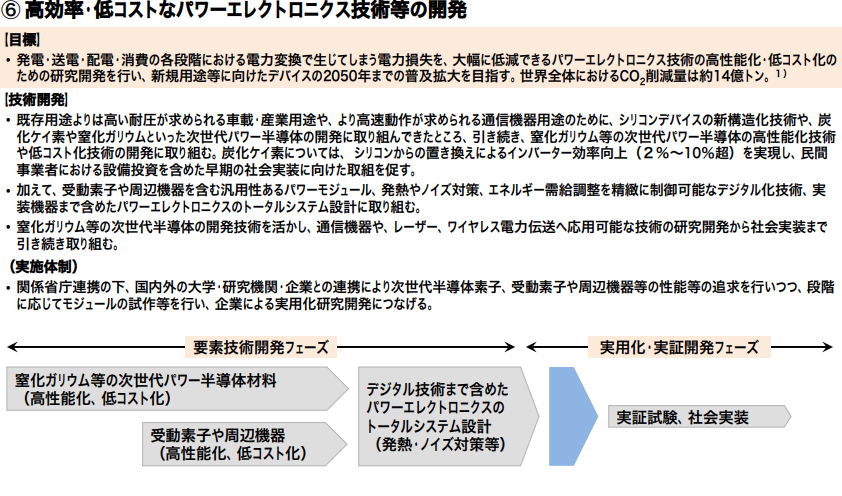 ⑥ 高効率・低コストなパワーエレクトロニクス技術等の開発
【目標】
• 発電・送電・配電・消費の各段階における電力変換で生じてしまう電力損失を、大幅に低減できるパワーエレクトロニクス技術の高性能化・低コスト化の
ための研究開発を行い、新規用途等に向けたデバイスの2050年までの普及拡大を目指す。世界全体におけるCO2削減量は約14億トン。１）
【技術開発】
• 既存用途よりは高い耐圧が求められる車載・産業用途や、より高速動作が求められる通信機器用途のために、シリコンデバイスの新構造化技術や、炭
化ケイ素や窒化ガリウムといった次世代パワー半導体の開発に取り組んできたところ、引き続き、窒化ガリウム等の次世代パワー半導体の高性能化技術
や低コスト化技術の開発に取り組む。炭化ケイ素については、シリコンからの置き換えによるインバーター効率向上（２％～10％超）を実現し、民間
事業者における設備投資を含めた早期の社会実装に向けた取組を促す。
• 加えて、受動素子や周辺機器を含む汎用性あるパワーモジュール、発熱やノイズ対策、エネルギー需給調整を精緻に制御可能なデジタル化技術、実
装機器まで含めたパワーエレクトロニクスのトータルシステム設計に取り組む。
• 窒化ガリウム等の次世代半導体の開発技術を活かし、通信機器や、レーザー、ワイヤレス電力伝送へ応用可能な技術の研究開発から社会実装まで
引き続き取り組む。
（実施体制）
• 関係省庁連携の下、国内外の大学・研究機関・企業との連携により次世代半導体素子、受動素子や周辺機器等の性能等の追求を行いつつ、段階
に応じてモジュールの試作等を行い、企業による実用化研究開発につなげる。
要素技術開発フェーズ
実用化・実証開発フェーズ
窒化ガリウム等の次世代パワー半導体材料
（高性能化、低コスト化）
受動素子や周辺機器
（高性能化、低コスト化）
デジタル技術まで含めた
パワーエレクトロニクスの
トータルシステム設計
（発熱・ノイズ対策等）
実証試験、社会実装